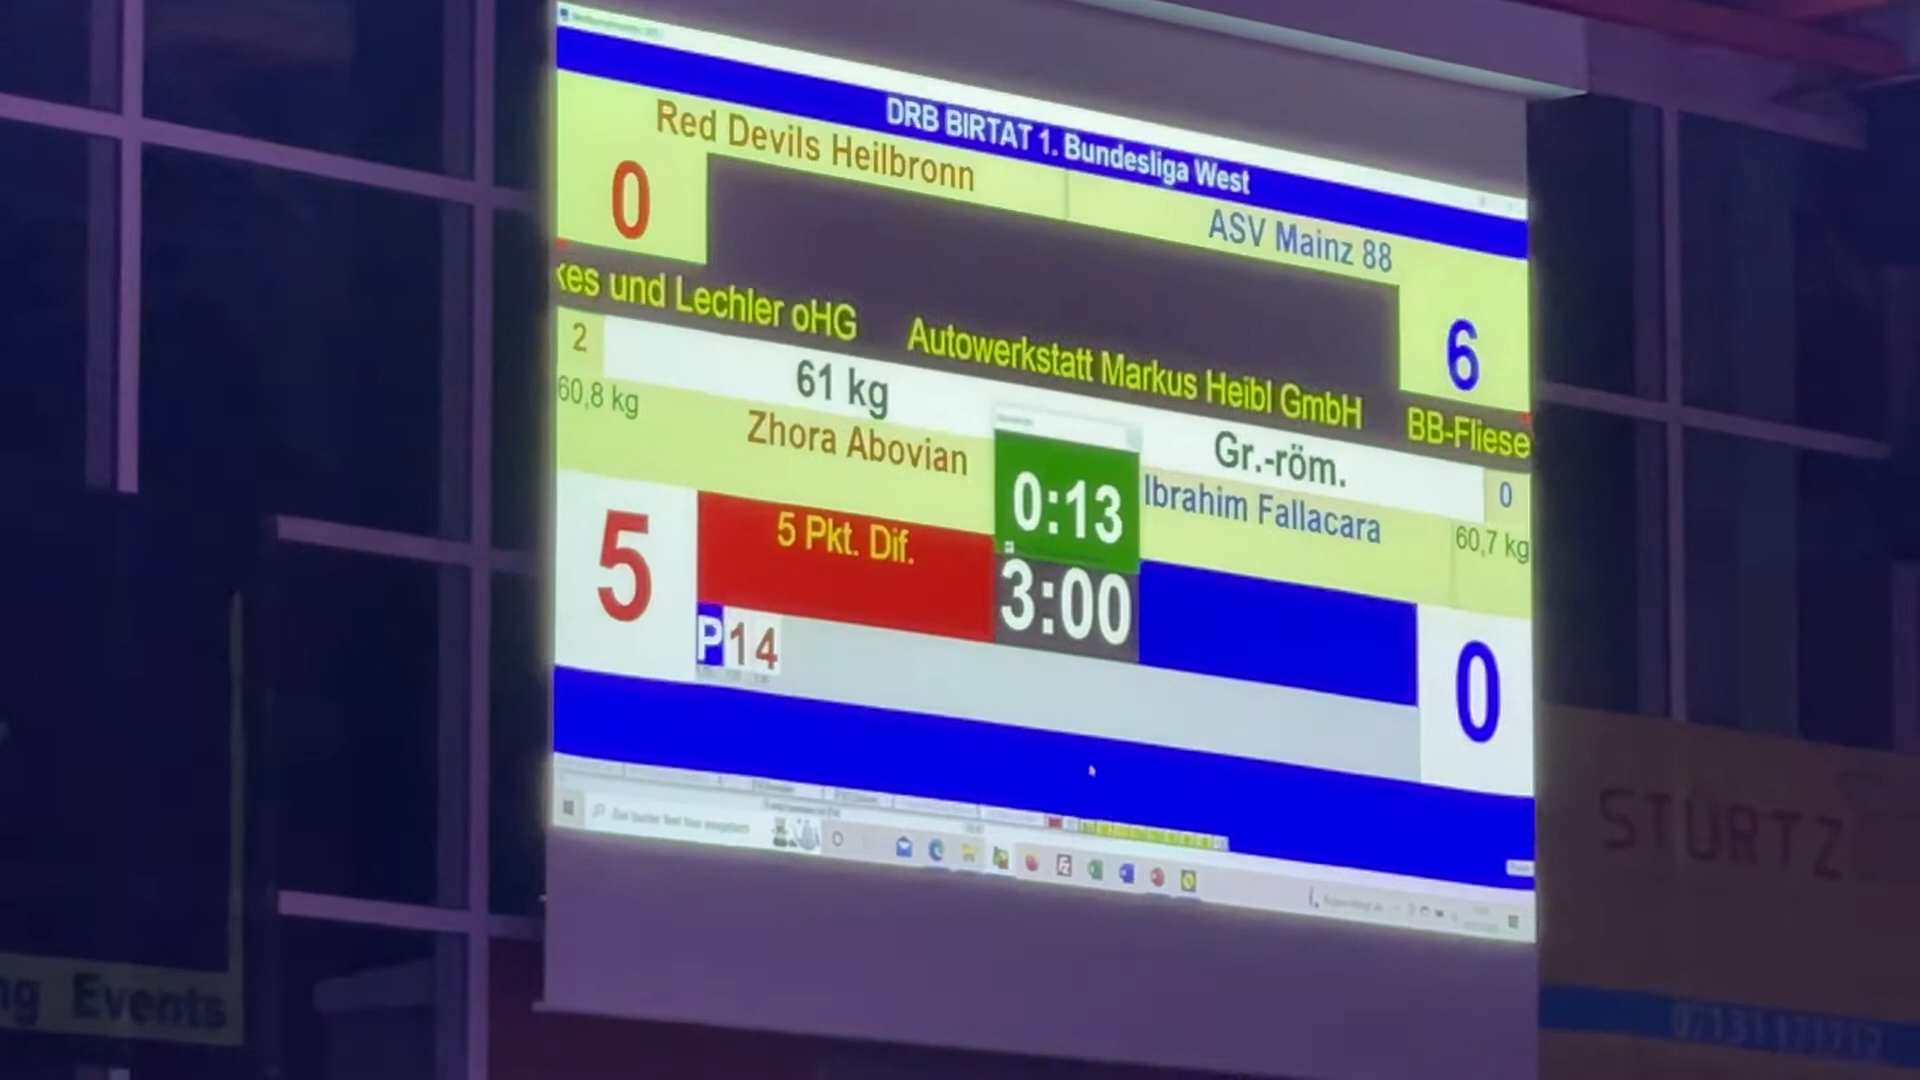 DRB BIRTAT 1. Bundesliga West
Red Devils Heilbronn
ASV Mainz 88
0
6
kes und Lechler oHG Autowerkstatt Markus Heibl GmbH BB-Fliese
2
61 kg
Gr.-röm.
0
60,8 kg
Zhora Abovian
0:13
Ibrahim Fallacara
60,7 kg
5
5 Pkt. Dif.
3:00
0
P14
STÜRTZ
ng Events